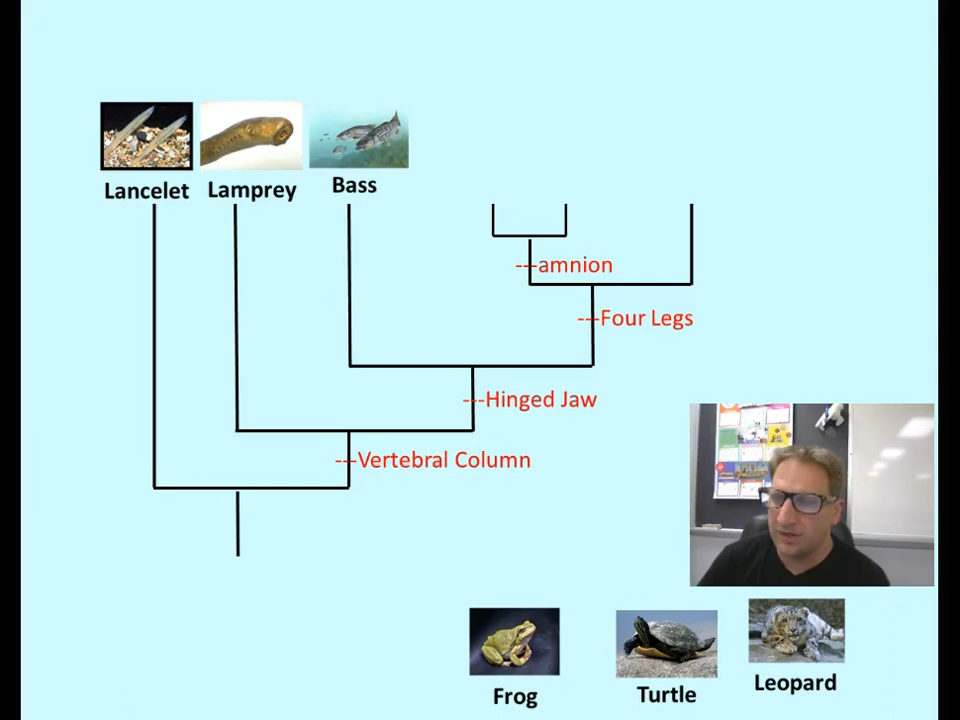 Lancelet
Lamprey
Bass
---amnion
---Four Legs
---Hinged Jaw
---Vertebral Column
Frog
Turtle
Leopard